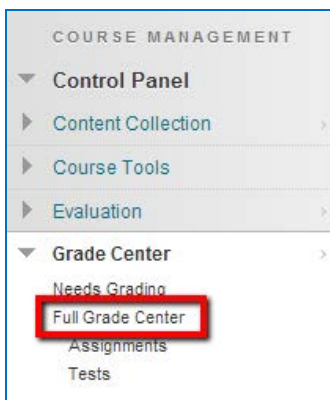 COURSE MANAGEMENT
Control Panel
Content Collection
Course Tools
Evaluation
Grade Center
Needs Grading
Full Grade Center
Assignments
Tests